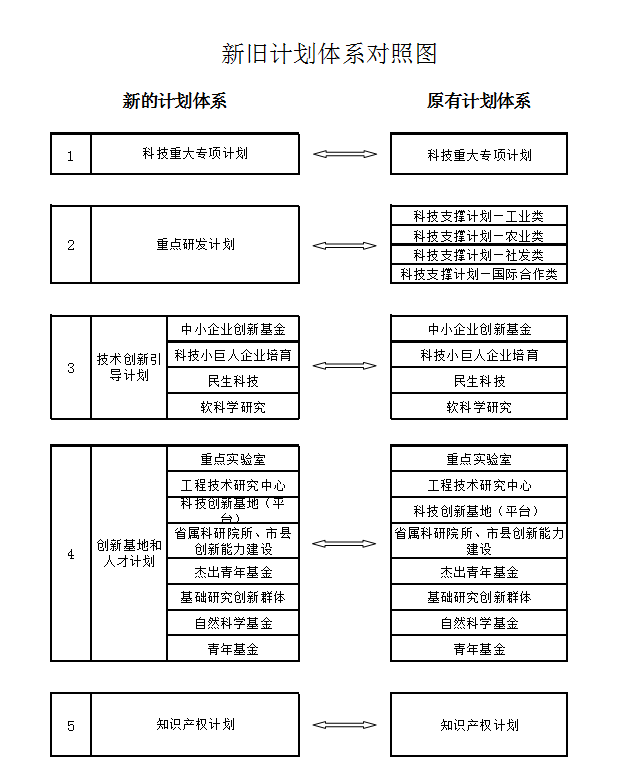 新旧计划体系对照图
新的计划体系
原有计划体系
1
科技重大专项计划
科技重大专项计划
2
重点研发计划
科技支撑计划－工业类
科技支撑计划－农业类
科技支撑计划－社发类
科技支撑计划－国际合作类
3
技术创新引
导计划
中小企业创新基金
科技小巨人企业培育
民生科技
软科学研究
中小企业创新基金
科技小巨人企业培育
民生科技
软科学研究
4
创新基地和
人才计划
重点实验室
工程技术研究中心
科技创新基地（平
台）
省属科研院所、市县
创新能力建设
杰出青年基金
基础研究创新群体
自然科学基金
青年基金
重点实验室
工程技术研究中心
科技创新基地（平台）
省属科研院所、市县创新能力
建设
杰出青年基金
基础研究创新群体
自然科学基金
青年基金
5
知识产权计划
知识产权计划